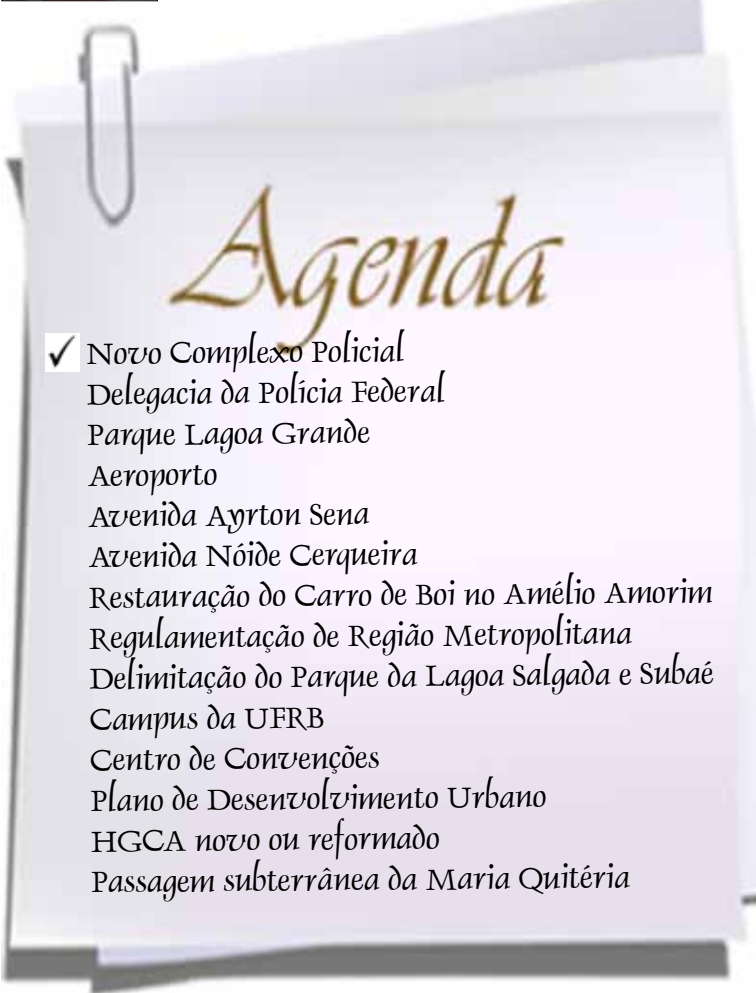 Agenda
✓ Novo Complexo Policial
Delegacia da Polícia Federal
Parque Lagoa Grande
Aeroporto
Avenida Ayrton Sena
Avenida Nóide Cerqueira
Restauração do Carro de Boi no Amélio Amorim
Regulamentação de Região Metropolitana
Delimitação do Parque da Lagoa Salgada e Subaé
Campus da UFRB
Centro de Convenções
Plano de Desenvolvimento Urbano
HGCA novo ou reformado
Passagem subterrânea da Maria Quitéria